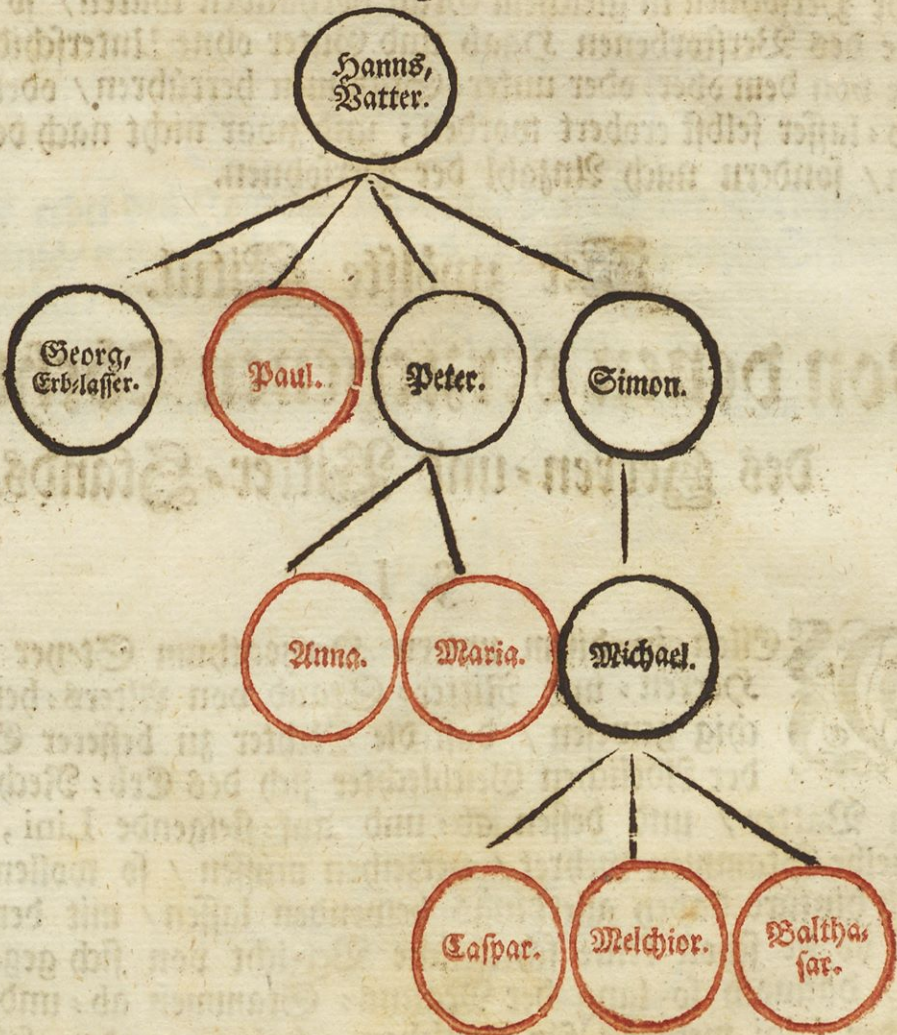 Hanns,
Vatter.
Georg,
Erb-lasser.
Paul.
Peter.
Simon.
Anna.
Maria.
Michael.
Caspar.
Melchior.
Baltha-
sar.